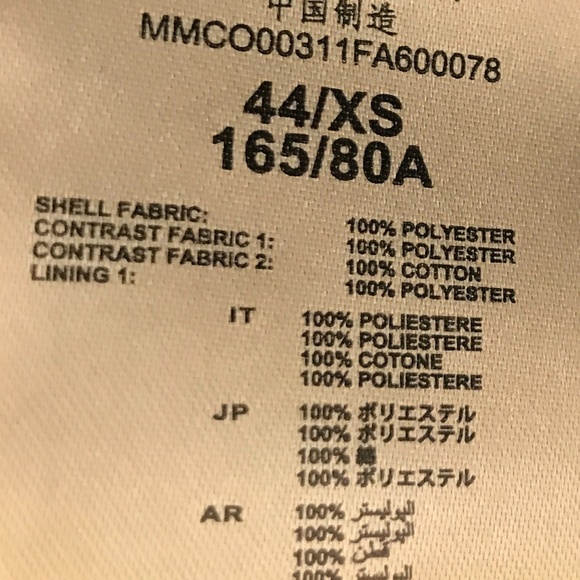 中国制造
MMCO00311FA600078
44/XS
165/80A
SHELL FABRIC: 100% POLYESTER
CONTRAST FABRIC 1: 100% POLYESTER
CONTRAST FABRIC 2: 100% COTTON
LINING 1: 100% POLYESTER
IT 100% POLIESTERE
100% POLIESTERE
100% COTONE
100% POLIESTERE
JP 100% ポリエステル
100% ポリエステル
100% 綿
100% ポリエステル
AR 100% البوليستر
100% البوليستر
100% قطن
100% البوليستر